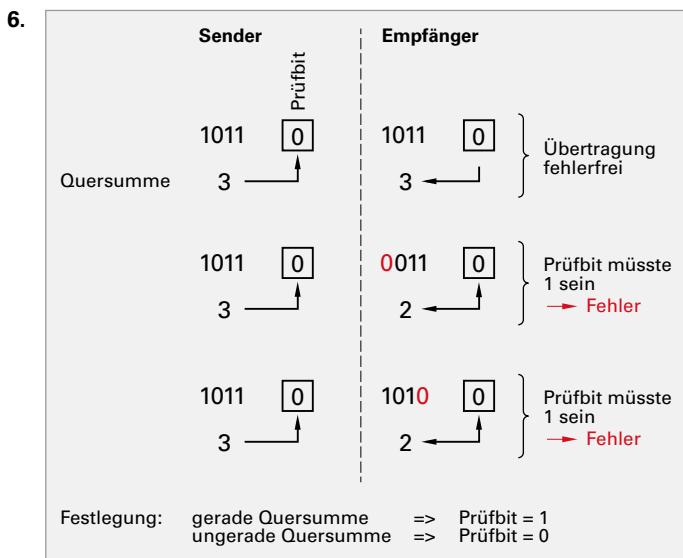 6.
Sender Empfänger
Prüfbit
1011 0 1011 0
Übertragung
fehlerfrei
Quersumme 3 3
1011 0 0011 0
Prüfbit müsste
1 sein
→ Fehler
3 2
1011 0 1010 0
Prüfbit müsste
1 sein
→ Fehler
3 2
Festlegung: gerade Quersumme => Prüfbit = 1
ungerade Quersumme => Prüfbit = 0